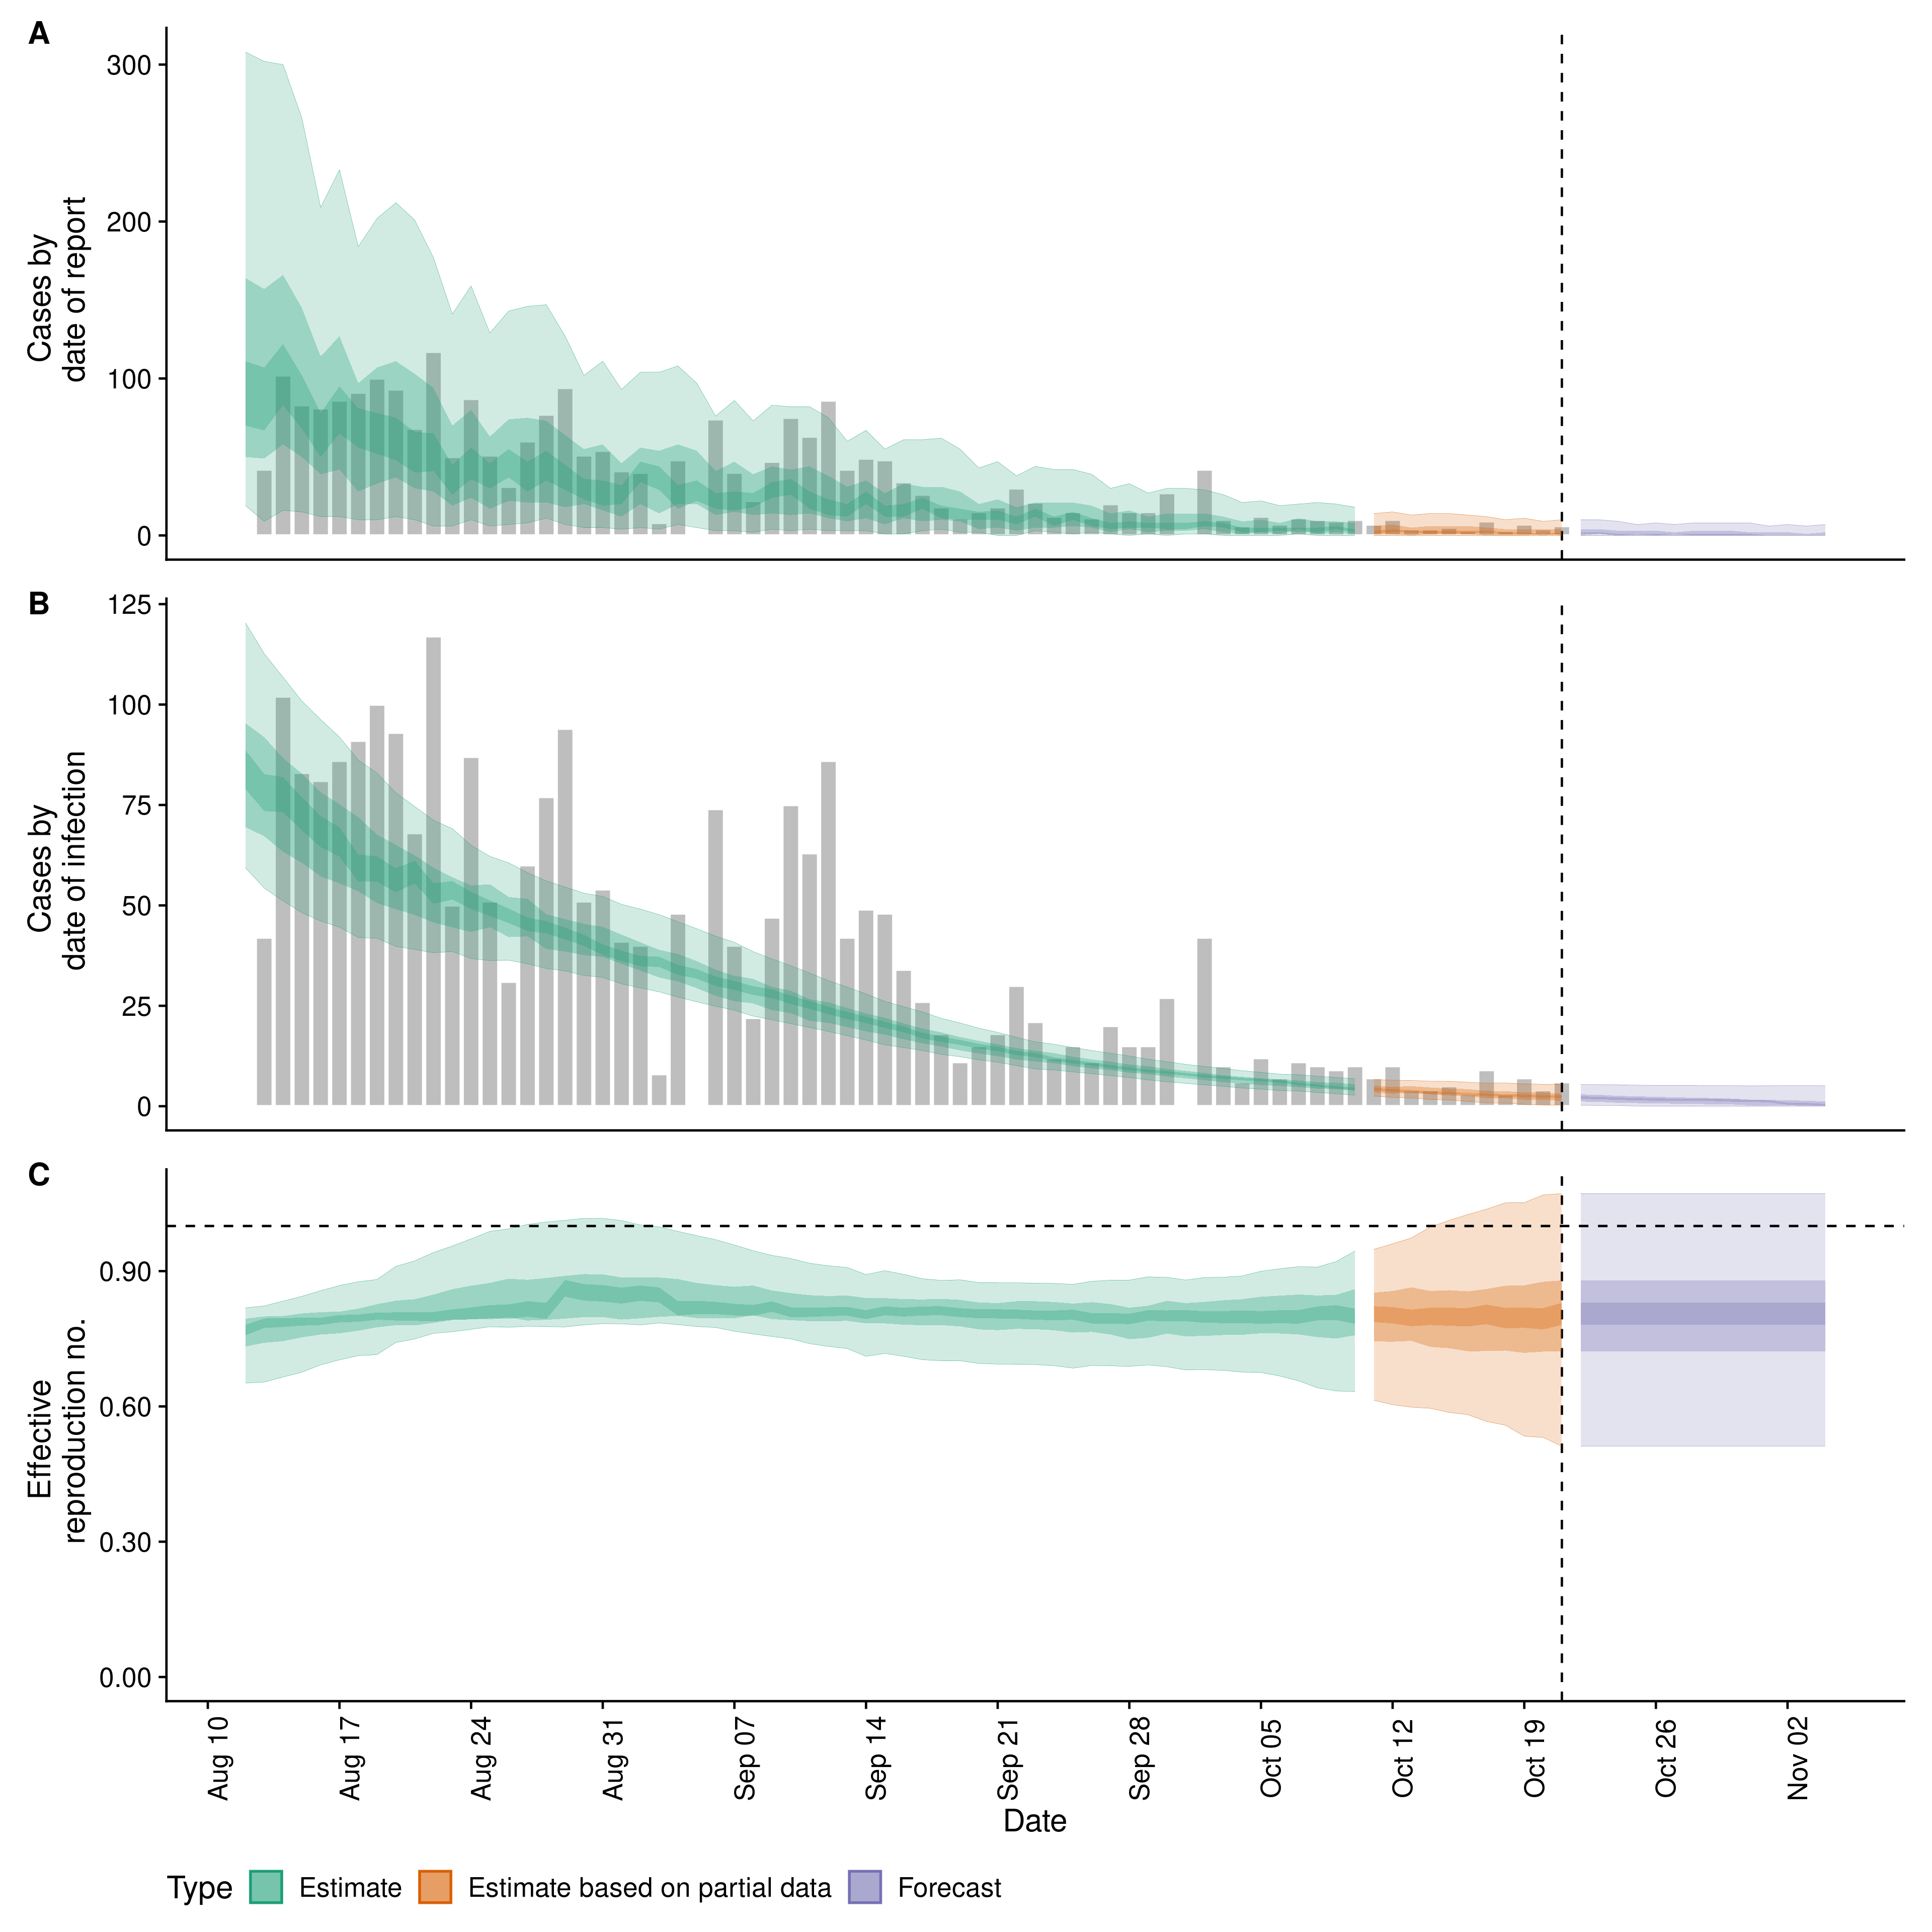 A
300
200
100
0
Cases by
date of report
B
125
100
75
50
25
0
Cases by
date of infection
C
0.90
0.60
0.30
0.00
Effective
reproduction no.
Aug 10
Aug 17
Aug 24
Aug 31
Sep 07
Sep 14
Sep 21
Sep 28
Oct 05
Oct 12
Oct 19
Oct 26
Nov 02
Date
Type Estimate Estimate based on partial data Forecast